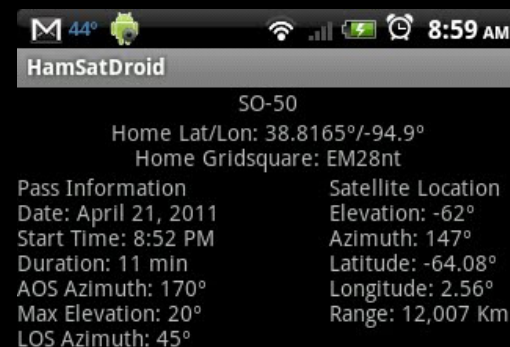 44° 8:59 AM
HamSatDroid
SO-50
Home Lat/Lon: 38.8165°/-94.9°
Home Gridsquare: EM28nt
Pass Information
Date: April 21, 2011
Start Time: 8:52 PM
Duration: 11 min
AOS Azimuth: 170°
Max Elevation: 20°
LOS Azimuth: 45°
Satellite Location
Elevation: -62°
Azimuth: 147°
Latitude: -64.08°
Longitude: 2.56°
Range: 12,007 Km